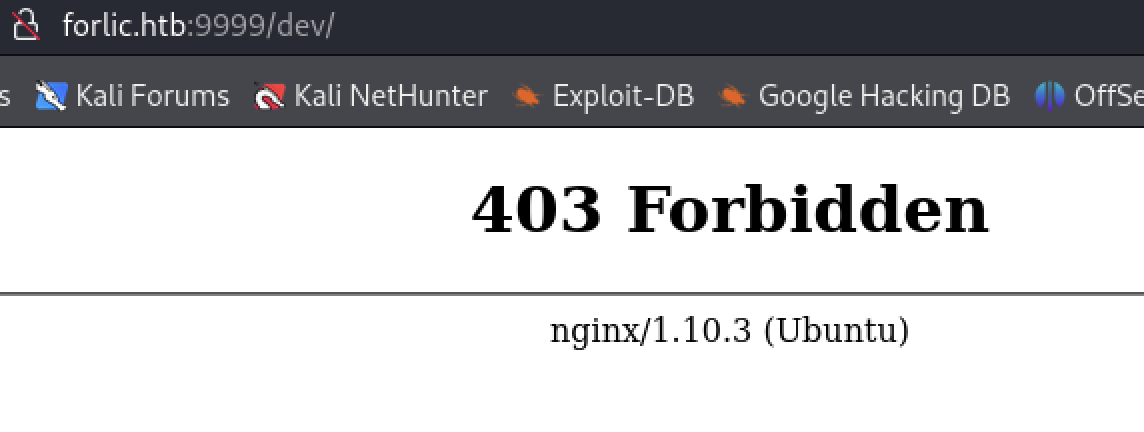 forlic.htb:9999/dev/
s Kali Forums Kali NetHunter Exploit-DB Google Hacking DB OffSe
403 Forbidden
nginx/1.10.3 (Ubuntu)